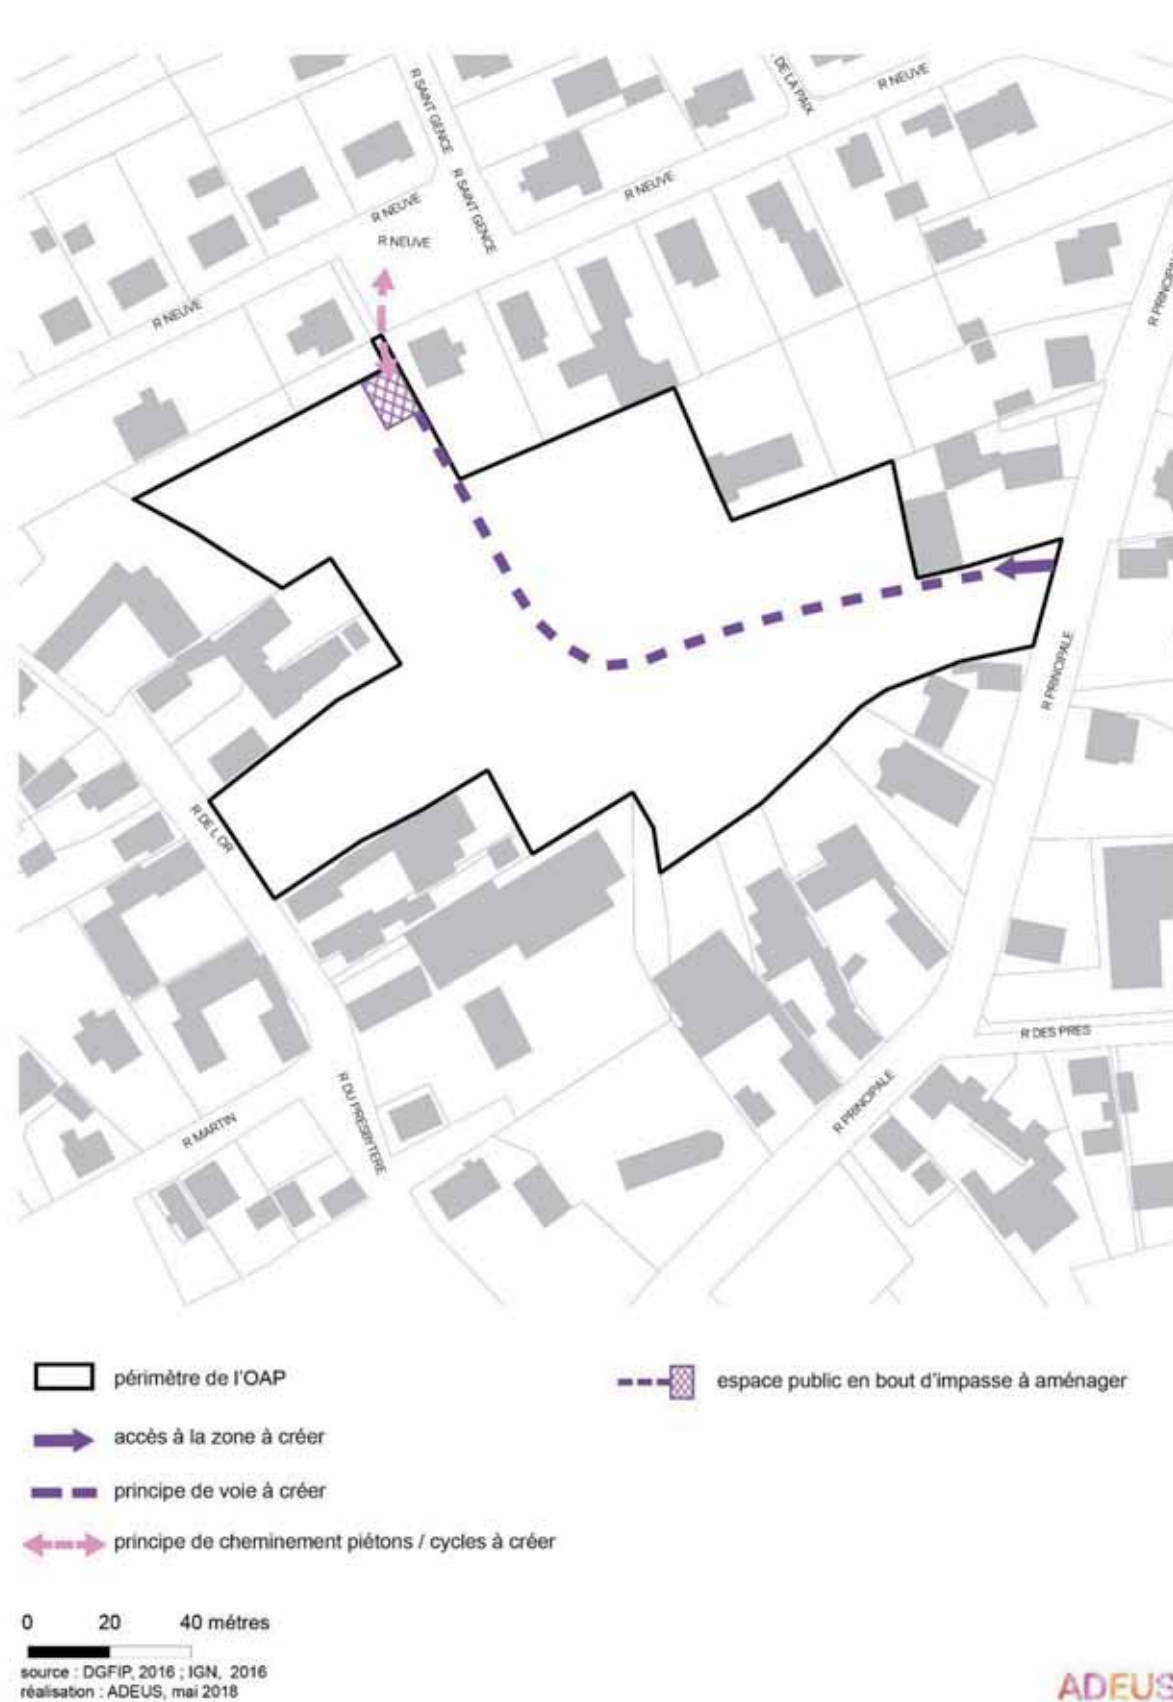 R SAINT GENCE
DE LA PAIX
R NEUVE
R SAINT GENCE
R NEUVE
R NEUVE
R NEUVE
R NEUVE
R PRINCIPALE
R PRINCIPALE
R DE L OR
R DES PRES
R DU PRESBYTERE
R MARTIN
R PRINCIPALE
périmètre de l'OAP
espace public en bout d'impasse à aménager
accès à la zone à créer
principe de voie à créer
principe de cheminement piétons / cycles à créer
0 20 40 métres
source : DGFIP, 2016 ; IGN, 2016
réalisation : ADEUS, mai 2018
ADEUS